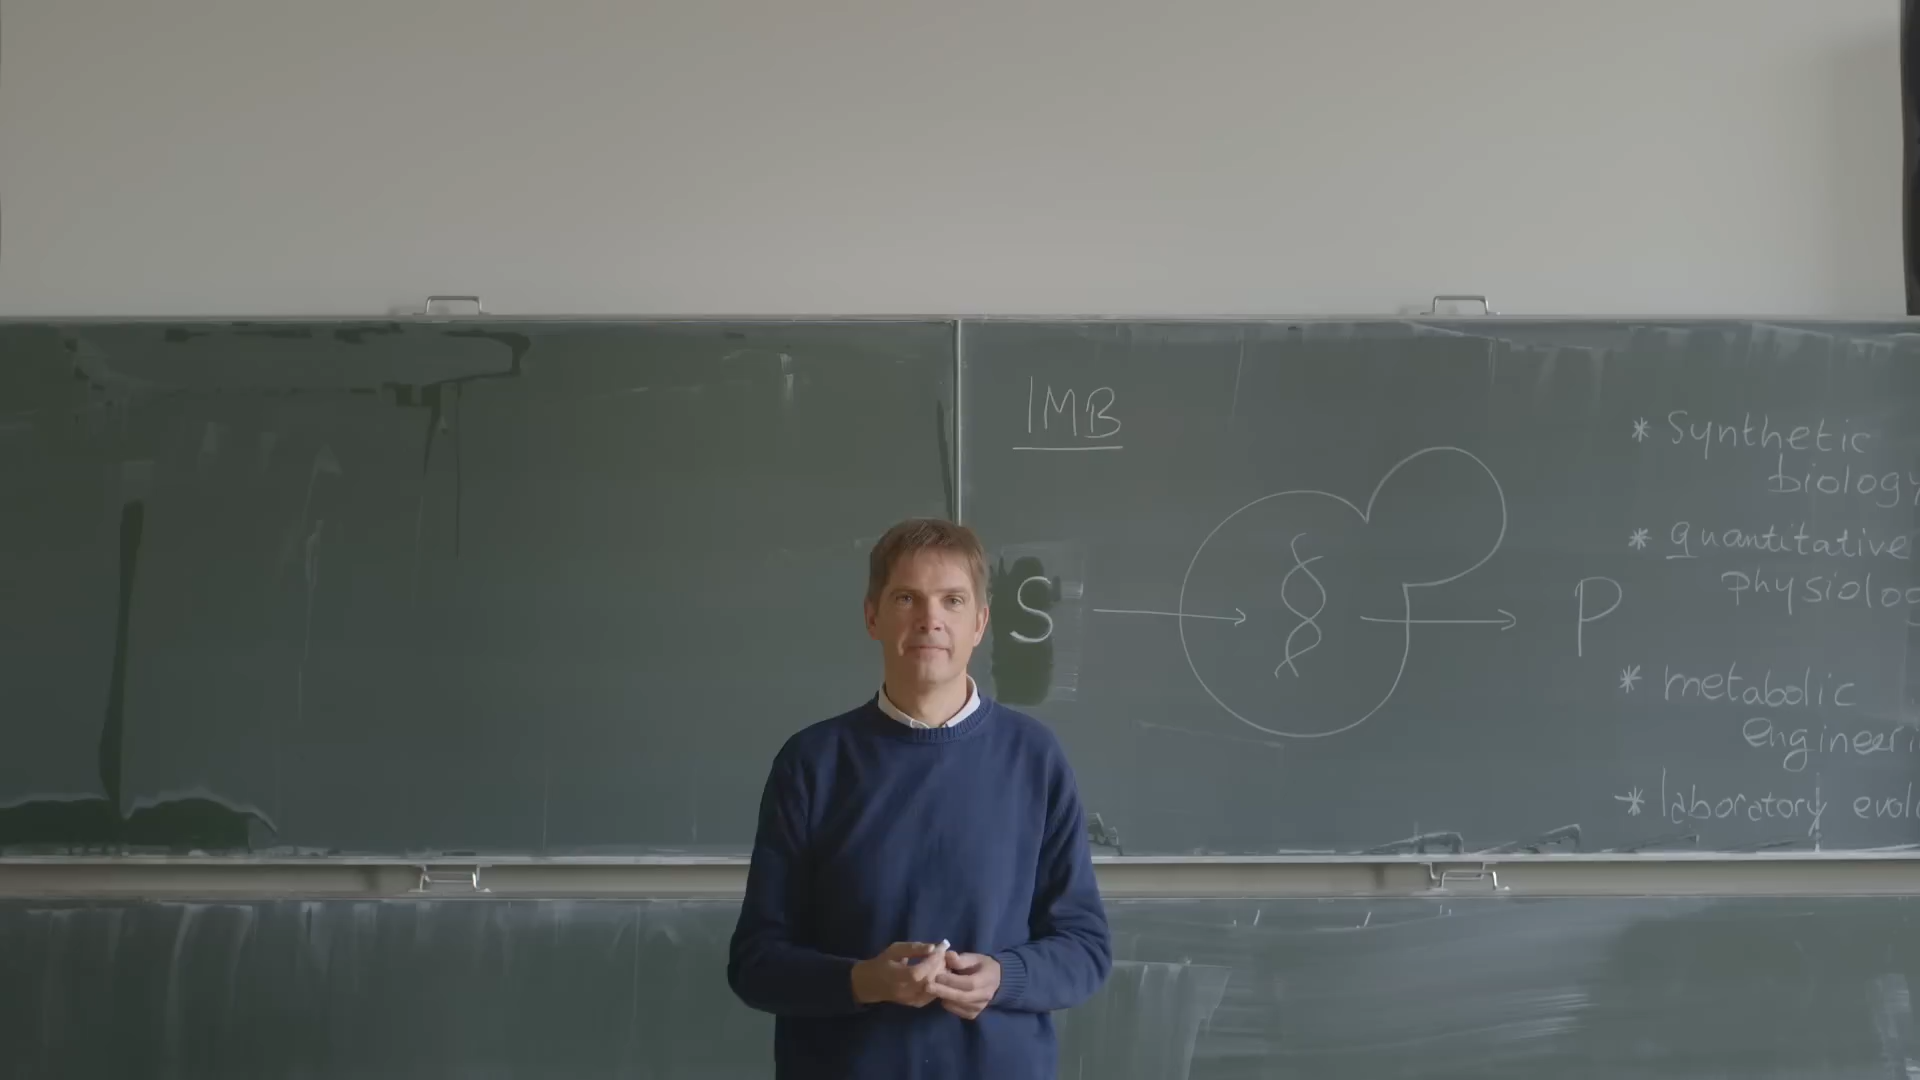 IMB
S
P
* Synthetic
biology
* quantitative
physiolog
* metabolic
engineeri
* laboratory evol